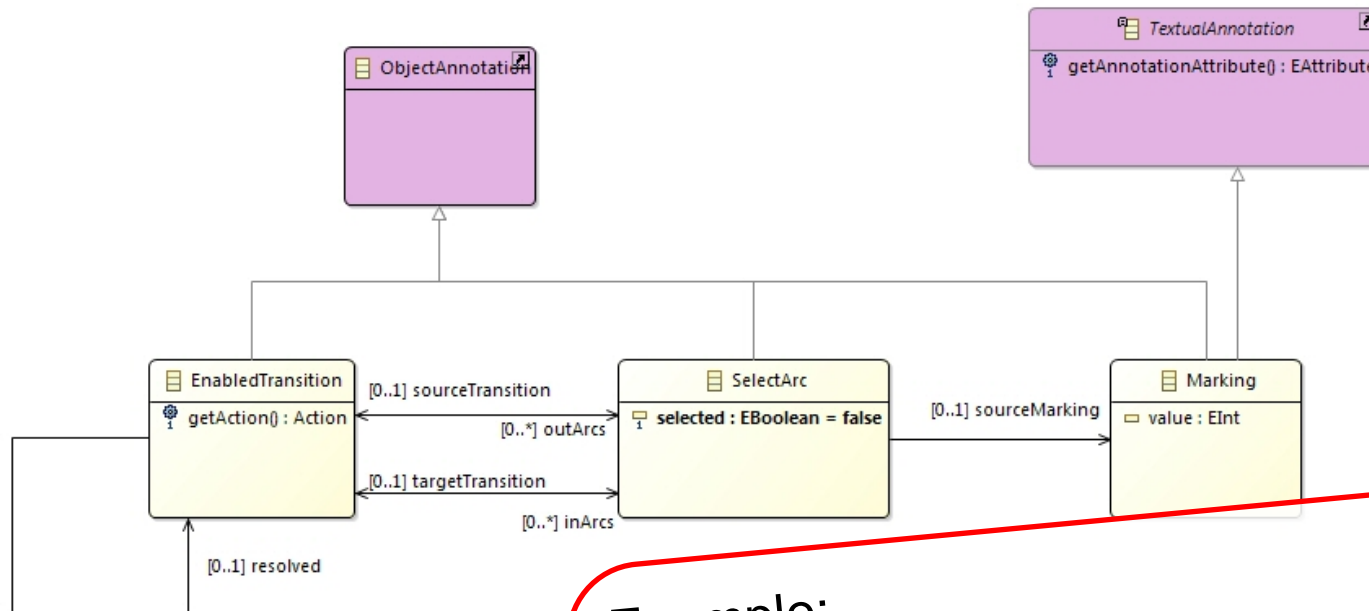 ObjectAnnotation
TextualAnnotation
getAnnotationAttribute() : EAttribute
EnabledTransition
getAction() : Action
[0..1] sourceTransition
[0..*] outArcs
[0..1] targetTransition
[0..*] inArcs
SelectArc
selected : EBoolean = false
[0..1] sourceMarking
Marking
value : EInt
[0..1] resolved
Example: